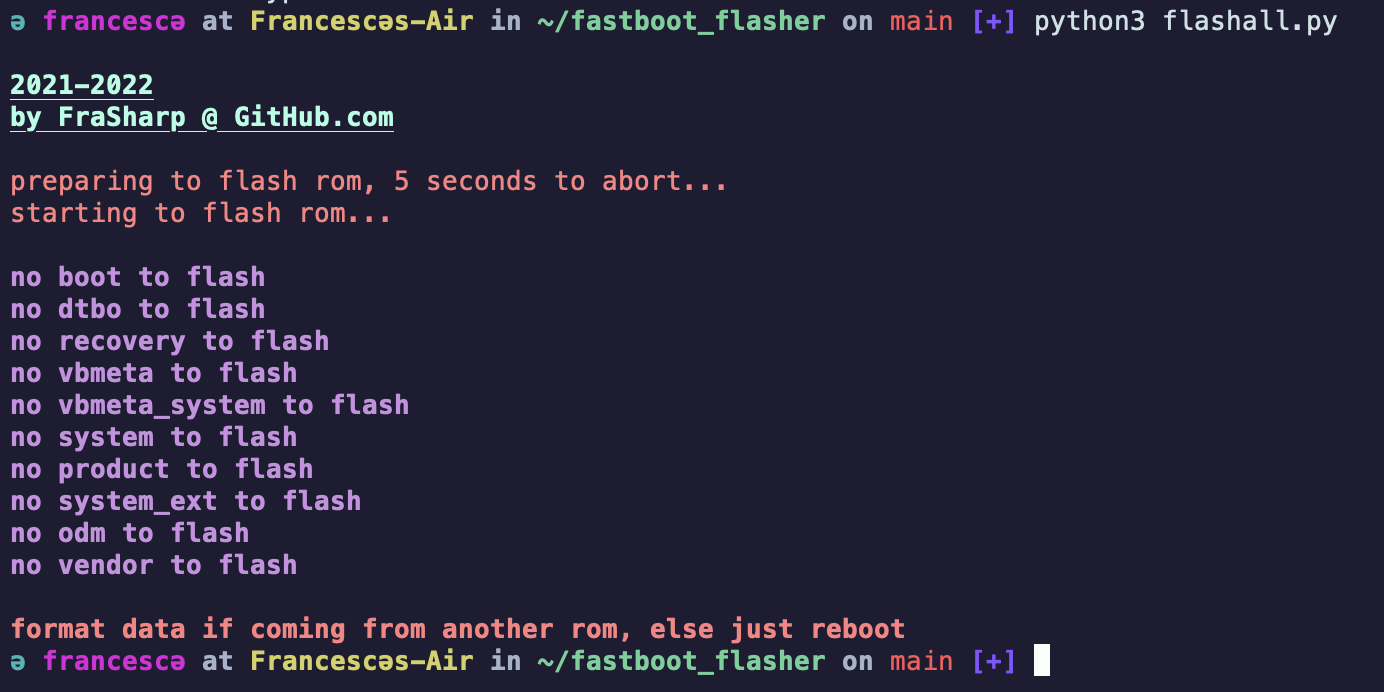 ə francescə at Francescəs-Air in ~/fastboot_flasher on main [+] python3 flashall.py
2021-2022
by FraSharp @ GitHub.com
preparing to flash rom, 5 seconds to abort...
starting to flash rom...
no boot to flash
no dtbo to flash
no recovery to flash
no vbmeta to flash
no vbmeta_system to flash
no system to flash
no product to flash
no system_ext to flash
no odm to flash
no vendor to flash
format data if coming from another rom, else just reboot
ə francescə at Francescəs-Air in ~/fastboot_flasher on main [+]